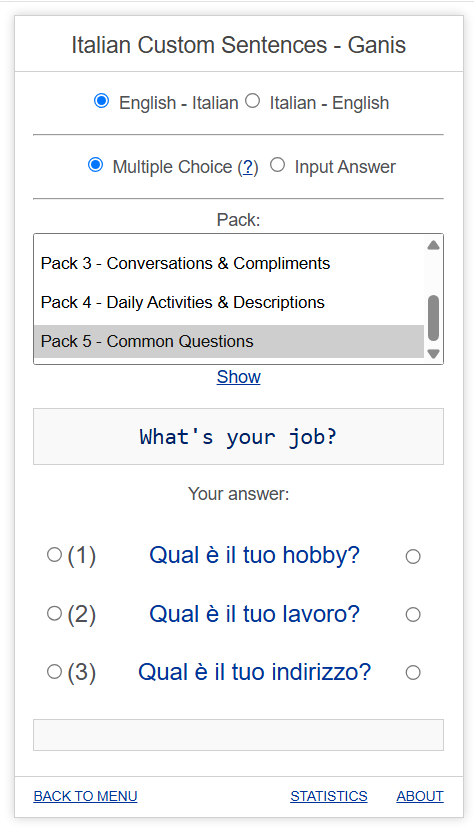 Italian Custom Sentences - Ganis
English - Italian Italian - English
Multiple Choice (?) Input Answer
Pack:
Pack 3 - Conversations & Compliments
Pack 4 - Daily Activities & Descriptions
Pack 5 - Common Questions
Show
What's your job?
Your answer:
(1) Qual è il tuo hobby?
(2) Qual è il tuo lavoro?
(3) Qual è il tuo indirizzo?
BACK TO MENU STATISTICS ABOUT